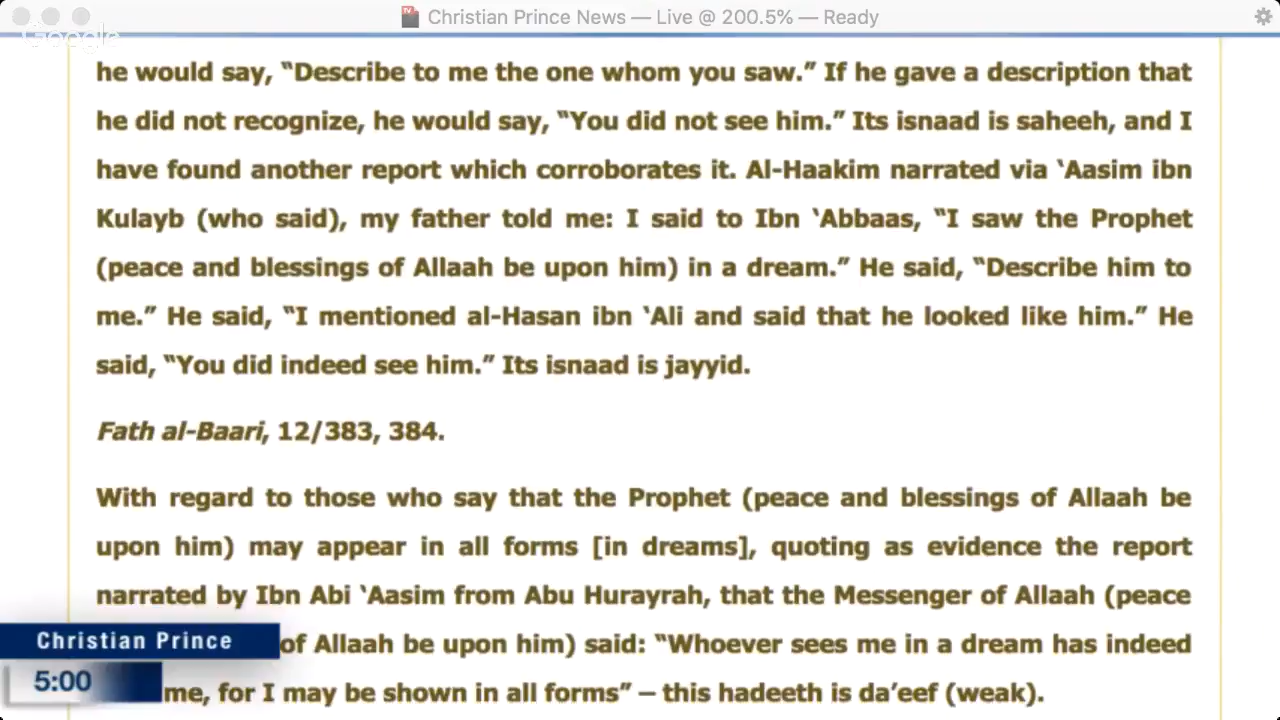 Christian Prince News — Live @ 200.5% — Ready
Google
he would say, “Describe to me the one whom you saw.” If he gave a description that
he did not recognize, he would say, “You did not see him.” Its isnaad is saheeh, and I
have found another report which corroborates it. Al-Haakim narrated via ‘Aasim ibn
Kulayb (who said), my father told me: I said to Ibn ‘Abbaas, “I saw the Prophet
(peace and blessings of Allaah be upon him) in a dream.” He said, “Describe him to
me.” He said, “I mentioned al-Hasan ibn ‘Ali and said that he looked like him.” He
said, “You did indeed see him.” Its isnaad is jayyid.
Fath al-Baari, 12/383, 384.
With regard to those who say that the Prophet (peace and blessings of Allaah be
upon him) may appear in all forms [in dreams], quoting as evidence the report
narrated by Ibn Abi ‘Aasim from Abu Hurayrah, that the Messenger of Allaah (peace
of Allaah be upon him) said: “Whoever sees me in a dream has indeed
me, for I may be shown in all forms” – this hadeeth is da’eef (weak).
Christian Prince
5:00